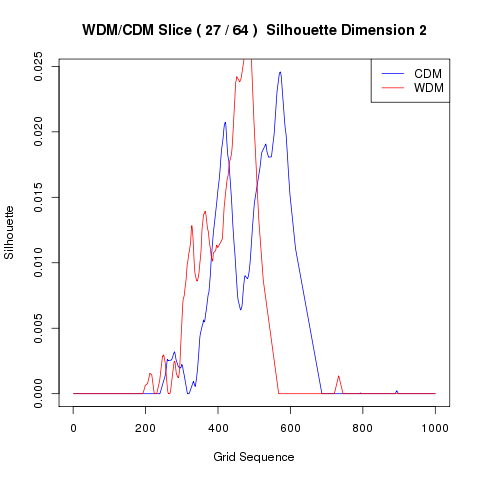 WDM/CDM Slice ( 27 / 64 )  Silhouette Dimension 2
CDM
WDM
Silhouette
0.025
0.020
0.015
0.010
0.005
0.000
0 200 400 600 800 1000
Grid Sequence